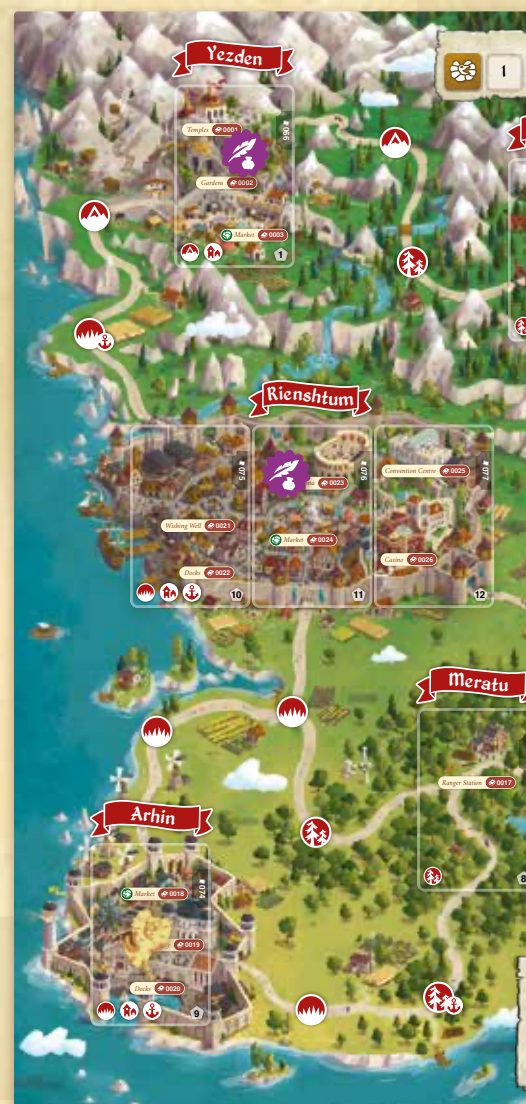 Yezden
1
Temples 0001
066
Gardens 0002
Market 0003
1
Rienshtum
075
076
077
Convention Centre 0025
na 0023
Wishing Well 0021
Market 0024
Casino 0026
Docks 0022
10
11
12
Meratu
Ranger Station 0017
8
Arhin
074
Market 0018
0019
Docks 0020
9